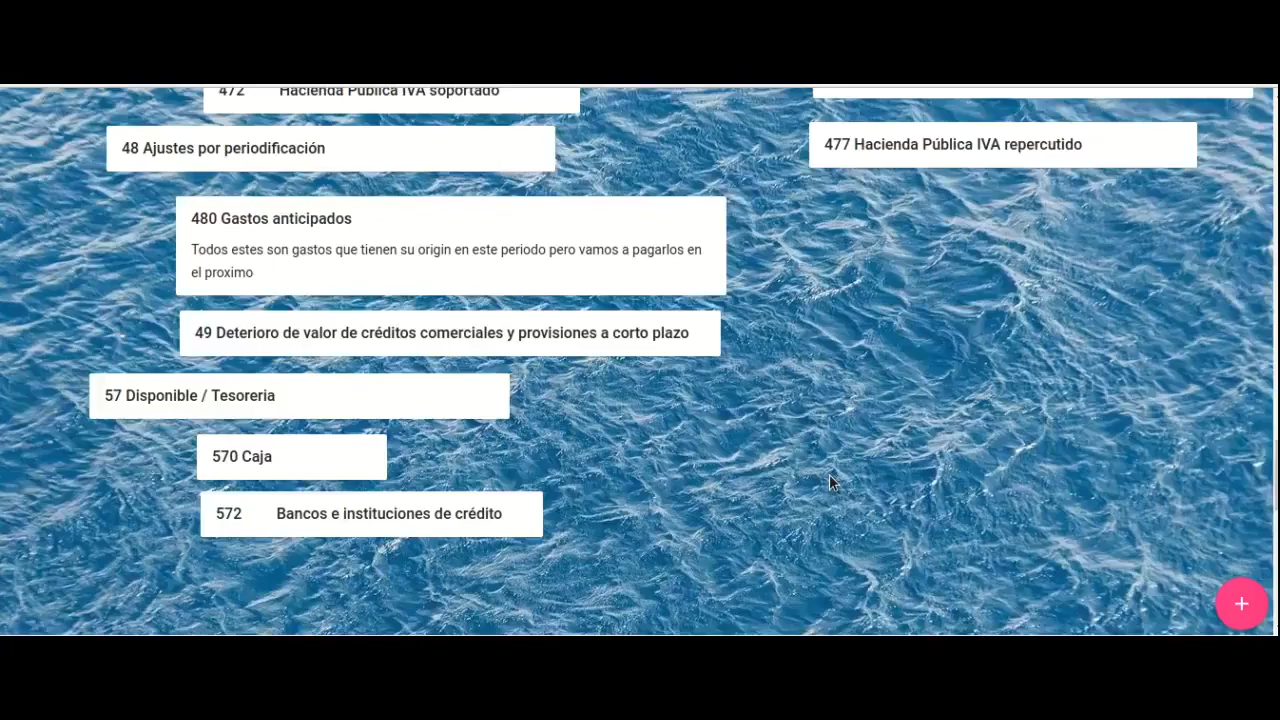 472 Hacienda Pública IVA soportado
48 Ajustes por periodificación
477 Hacienda Pública IVA repercutido
480 Gastos anticipados
Todos estes son gastos que tienen su origin en este periodo pero vamos a pagarlos en
el proximo
49 Deterioro de valor de créditos comerciales y provisiones a corto plazo
57 Disponible / Tesoreria
570 Caja
572 Bancos e instituciones de crédito